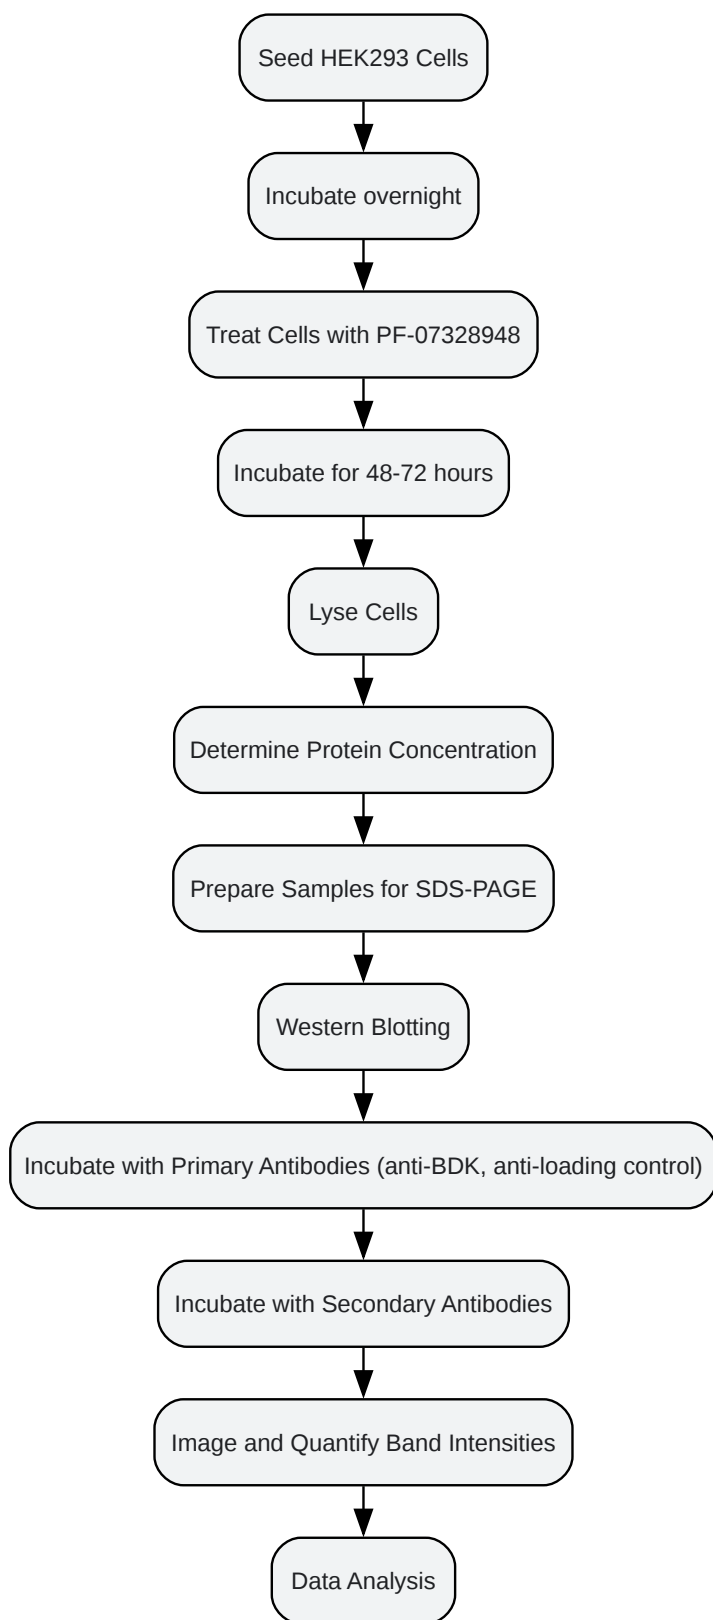 Seed HEK293 Cells
Incubate overnight
Treat Cells with PF-07328948
Incubate for 48-72 hours
Lyse Cells
Determine Protein Concentration
Prepare Samples for SDS-PAGE
Western Blotting
Incubate with Primary Antibodies (anti-BDK, anti-loading control)
Incubate with Secondary Antibodies
Image and Quantify Band Intensities
Data Analysis